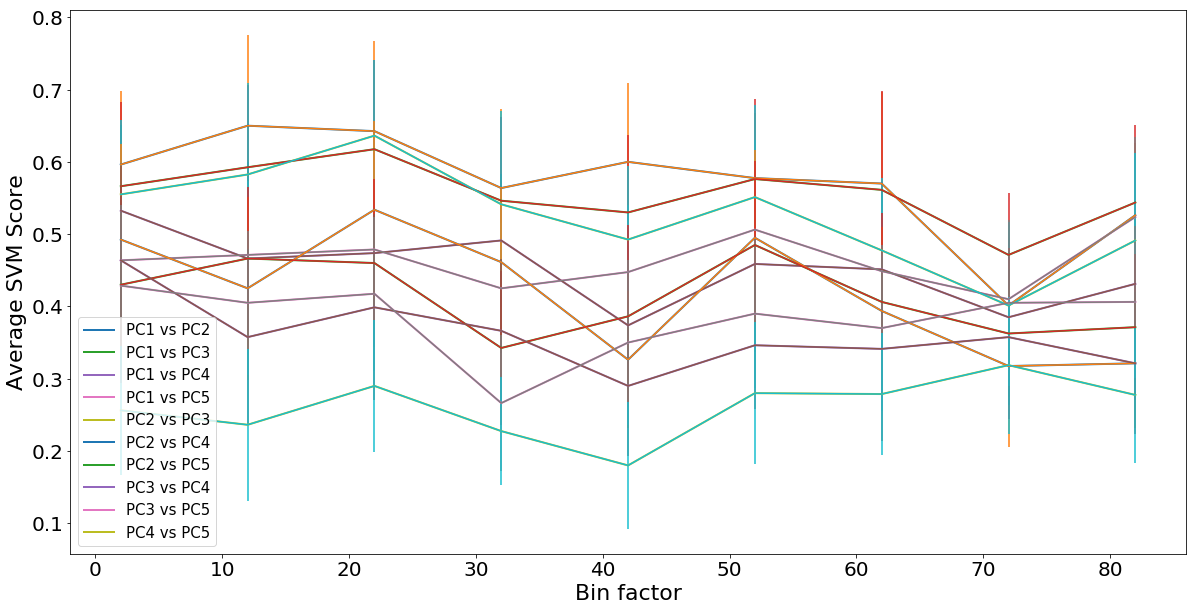 0.8
0.7
0.6
0.5
0.4
0.3
0.2
0.1
Average SVM Score
PC1 vs PC2
PC1 vs PC3
PC1 vs PC4
PC1 vs PC5
PC2 vs PC3
PC2 vs PC4
PC2 vs PC5
PC3 vs PC4
PC3 vs PC5
PC4 vs PC5
0 10 20 30 40 50 60 70 80
Bin factor